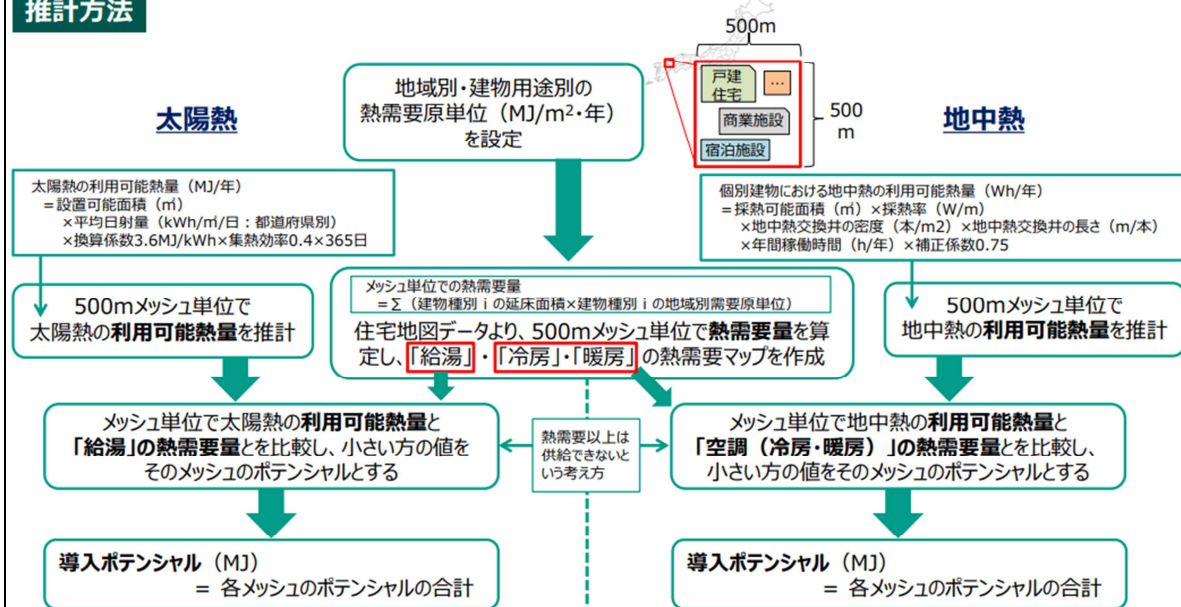 推計方法
500m
戸建
住宅
…
商業施設
宿泊施設
500
m
地域別・建物用途別の
熱需要原単位（MJ/m²・年）
を設定
太陽熱
太陽熱の利用可能熱量（MJ/年）
＝設置可能面積（㎡）
×平均日射量（kWh/㎡/日：都道府県別）
×換算係数3.6MJ/kWh×集熱効率0.4×365日
地中熱
個別建物における地中熱の利用可能熱量（Wh/年）
＝採熱可能面積（㎡）×採熱率（W/m）
×地中熱交換井の密度（本/m2）×地中熱交換井の長さ（m/本）
×年間稼働時間（h/年）×補正係数0.75
500mメッシュ単位で
太陽熱の利用可能熱量を推計
メッシュ単位での熱需要量
＝Σ（建物種別 i の延床面積×建物種別 i の地域別需要原単位）
住宅地図データより、500mメッシュ単位で熱需要量を算
定し、「給湯」・「冷房」・「暖房」の熱需要マップを作成
500mメッシュ単位で
地中熱の利用可能熱量を推計
メッシュ単位で太陽熱の利用可能熱量と
「給湯」の熱需要量とを比較し、小さい方の値を
そのメッシュのポテンシャルとする
熱需要以上は
供給できないと
いう考え方
メッシュ単位で地中熱の利用可能熱量と
「空調（冷房・暖房）」の熱需要量とを比較し、
小さい方の値をそのメッシュのポテンシャルとする
導入ポテンシャル（MJ）
＝ 各メッシュのポテンシャルの合計
導入ポテンシャル（MJ）
＝ 各メッシュのポテンシャルの合計